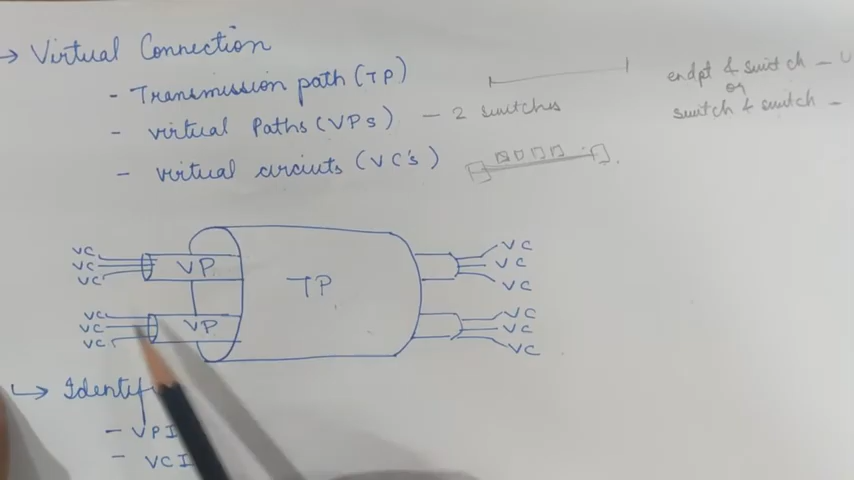 → Virtual Connection
- Transmission path (TP)
- virtual Paths (VPs) - 2 switches
- virtual circiuts (VC's)
endpt & switch - U
or
switch & switch -
VC
VC
VC
VP
VC
VC
VC
VP
TP
VC
VC
VC
VC
VC
VC
↳ Identif
- VPI
- VCI